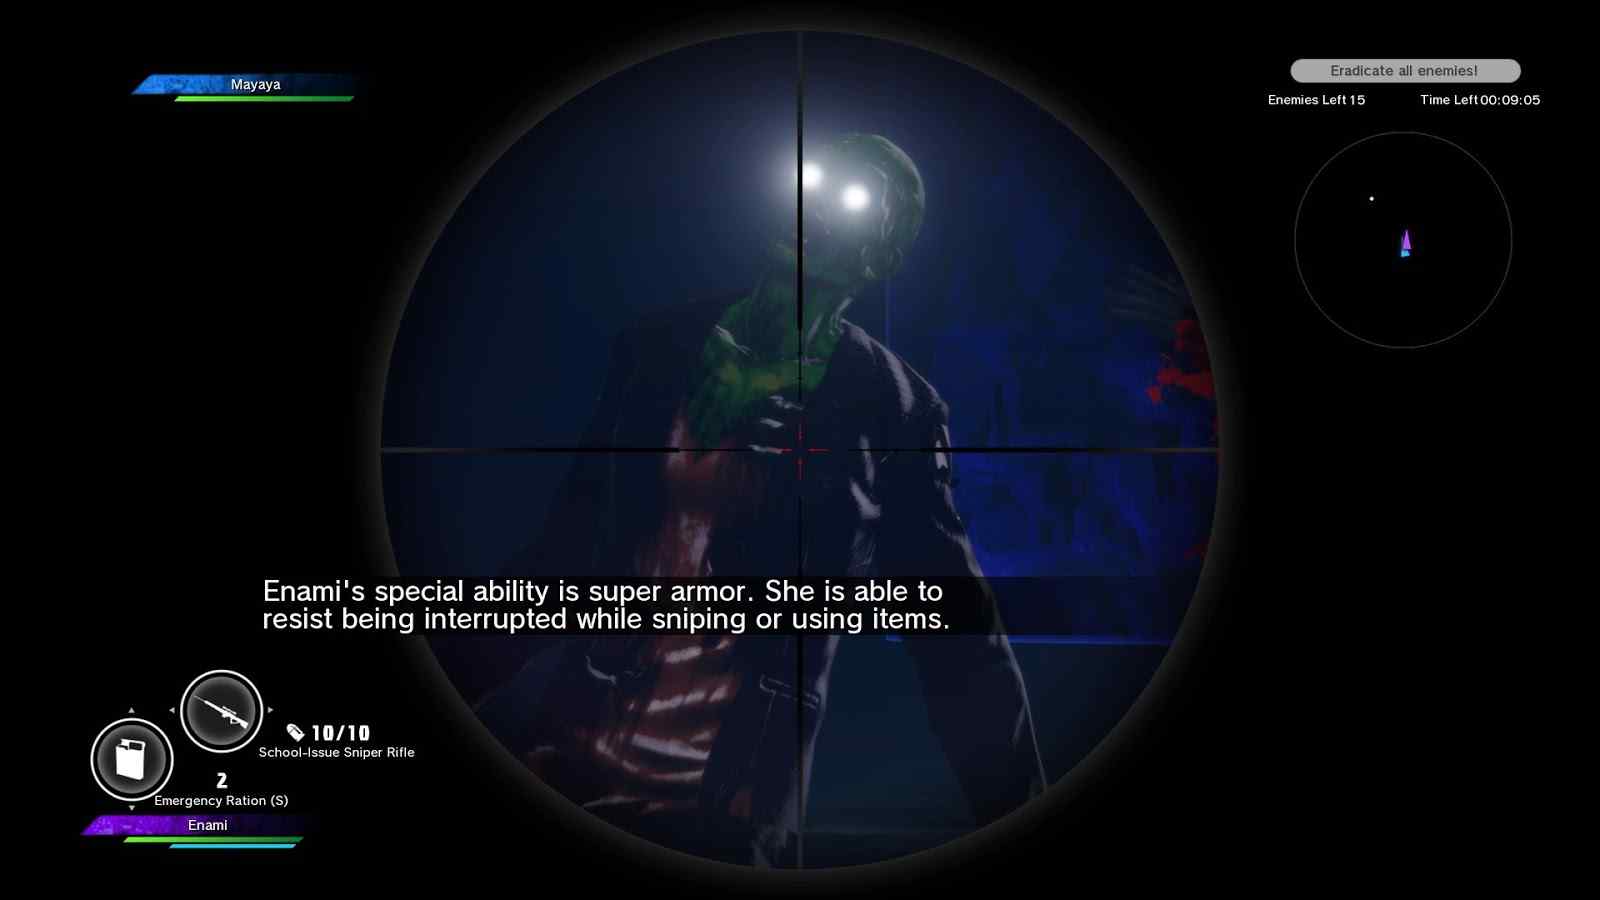 Mayaya
Eradicate all enemies!
Enemies Left 15 Time Left 00:09:05
Enami's special ability is super armor. She is able to
resist being interrupted while sniping or using items.
10/10
School-Issue Sniper Rifle
2
Emergency Ration (S)
Enami